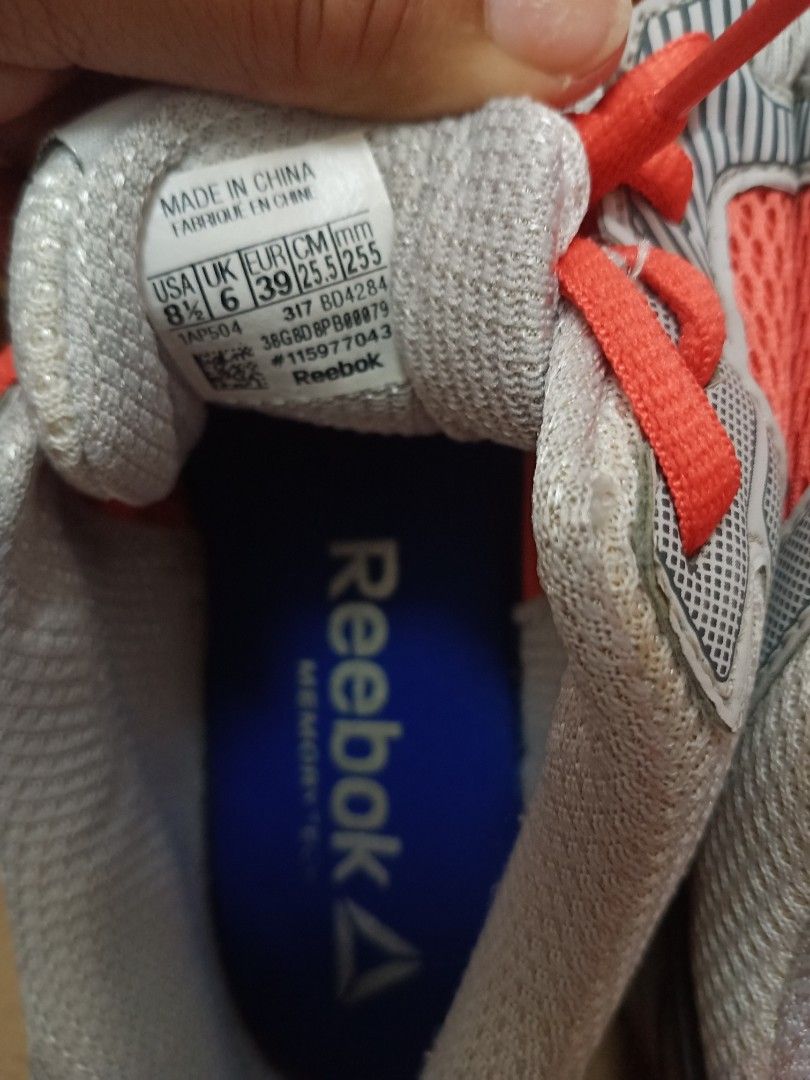 MADE IN CHINA
FABRIQUE EN CHINE
USA UK EUR CM mm
8½ 6 39 25.5 255
317 BD4284
1AP504 38G8D8PB00079
#115977043
Reebok
Reebok
MEMORY TECH